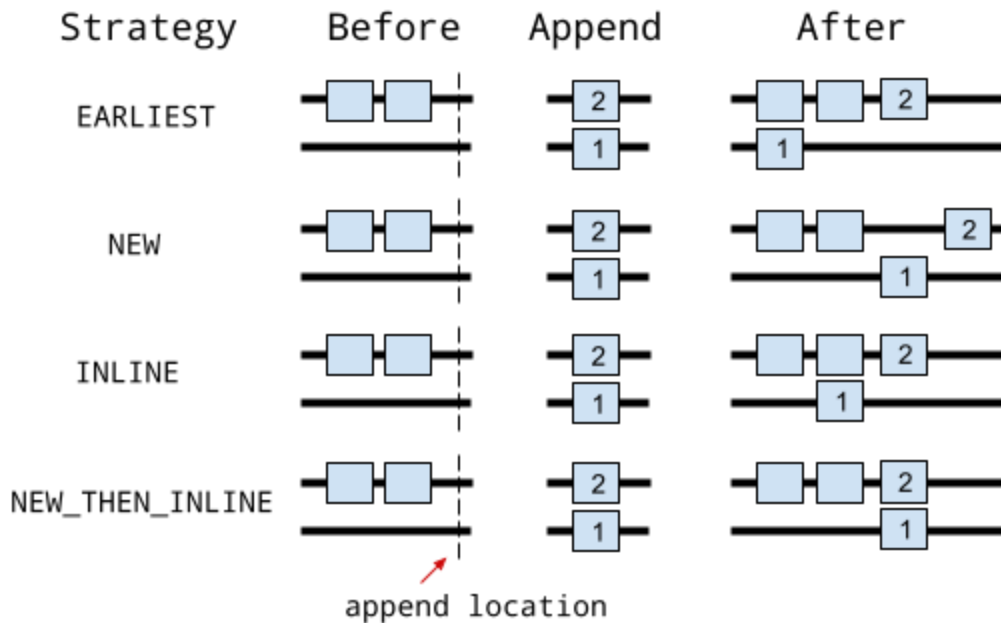 Strategy Before Append After
EARLIEST
2 2
1 1
NEW
2 2
1 1
INLINE
2 2
1 1
NEW_THEN_INLINE
2 2
1 1
append location